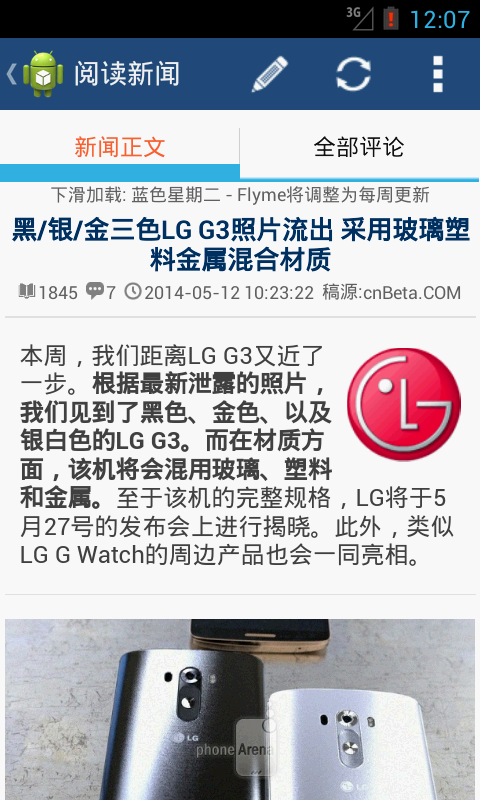 3G 12:07
阅读新闻
新闻正文 全部评论
下滑加载: 蓝色星期二 - Flyme将调整为每周更新
黑/银/金三色LG G3照片流出 采用玻璃塑
料金属混合材质
1845 7 2014-05-12 10:23:22 稿源:cnBeta.COM
本周，我们距离LG G3又近了
一步。根据最新泄露的照片，
我们见到了黑色、金色、以及
银白色的LG G3。而在材质方
面，该机将会混用玻璃、塑料
和金属。至于该机的完整规格，LG将于5
月27号的发布会上进行揭晓。此外，类似
LG G Watch的周边产品也会一同亮相。
LG
phoneArena
LG